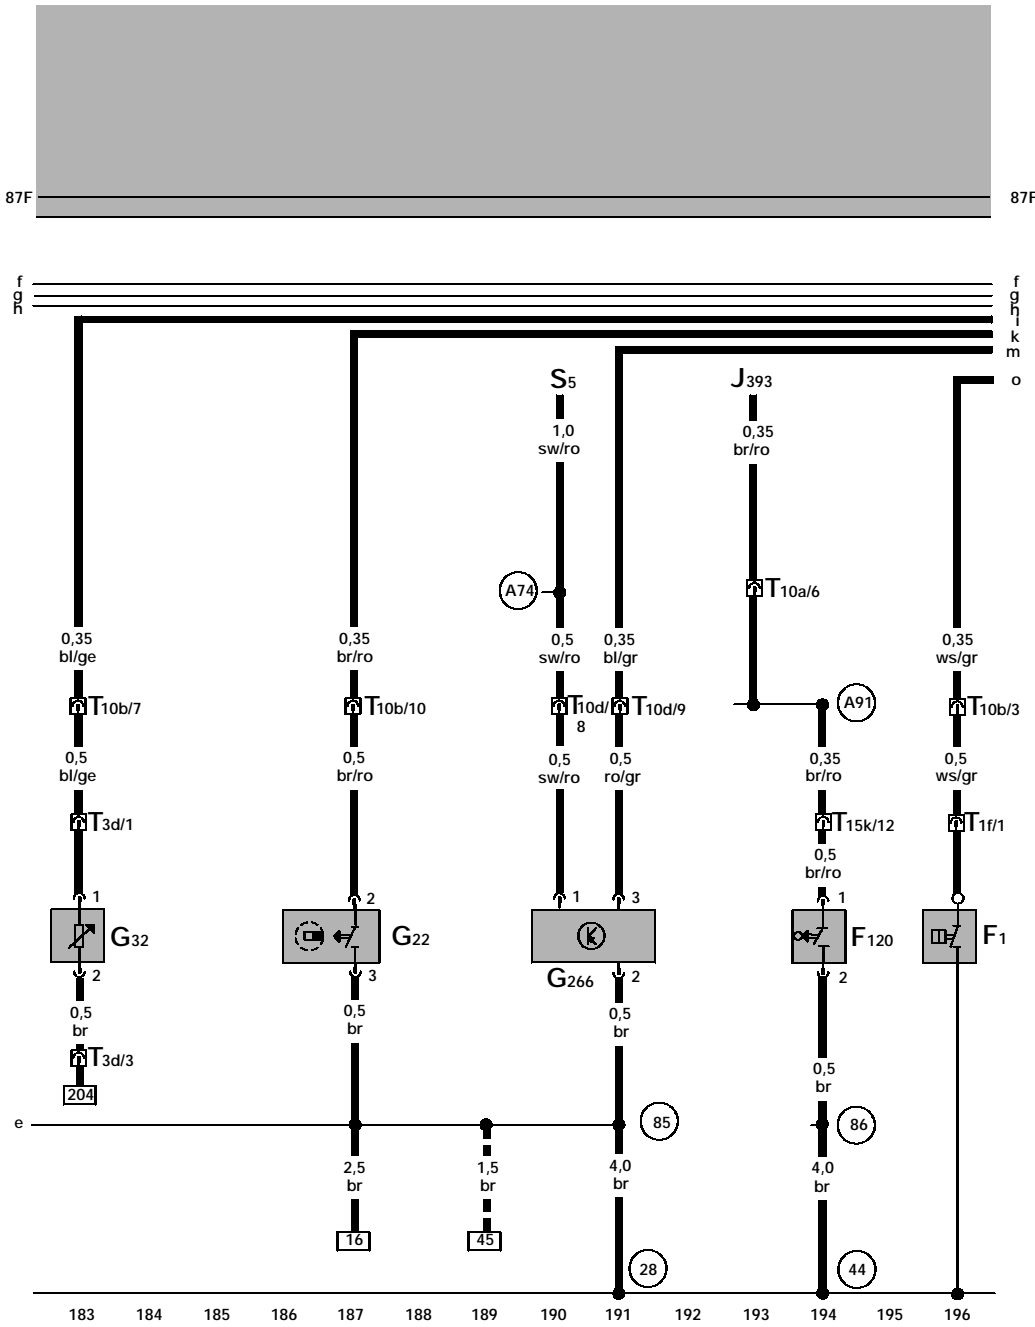 87F 87F
f f
g g
h h
i
k
m
S5 J393 o
1,0 0,35
sw/ro br/ro
A74 T10a/6
0,35 0,35 0,5 0,35 0,35
bl/ge br/ro sw/ro bl/gr ws/gr
T10b/7 T10b/10 T10d/8 T10d/9 A91 T10b/3
0,5 0,5 0,5 0,5 0,35 0,5
bl/ge br/ro sw/ro ro/gr br/ro ws/gr
T3d/1 T15k/12 T1f/1
0,5
br/ro
1 2 1 3 1
G32 G22 F120 F1
2 3 G266 2 2
0,5 0,5 0,5
br br br
T3d/3 0,5
204 br
e 85 86
2,5 1,5 4,0 4,0
br br br br
16 45
28 44
183 184 185 186 187 188 189 190 191 192 193 194 195 196